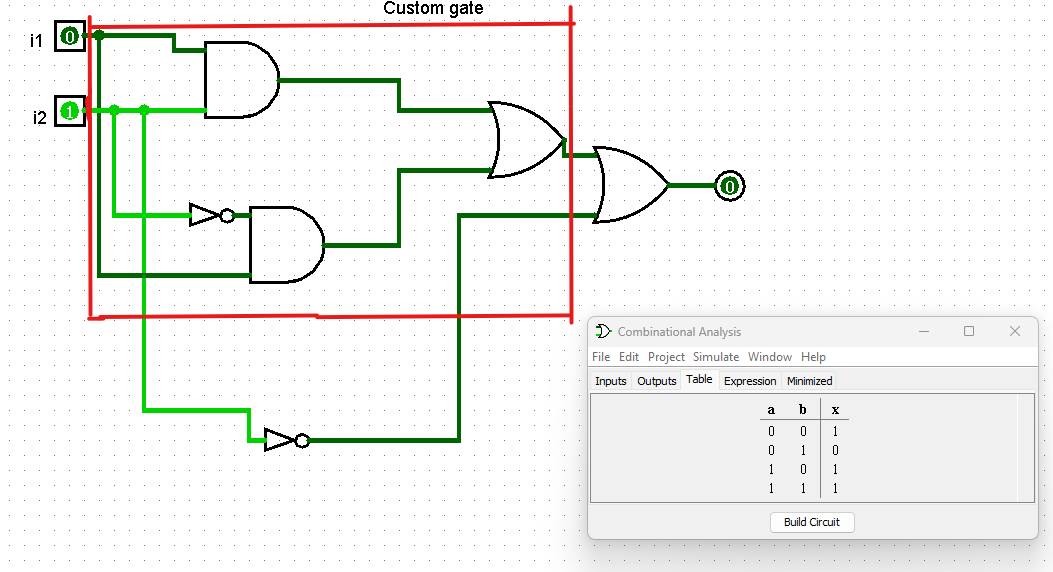 Custom gate
i1
0
i2
1
0
Combinational Analysis
File Edit Project Simulate Window Help
Inputs Outputs Table Expression Minimized
a b x
0 0 1
0 1 0
1 0 1
1 1 1
Build Circuit